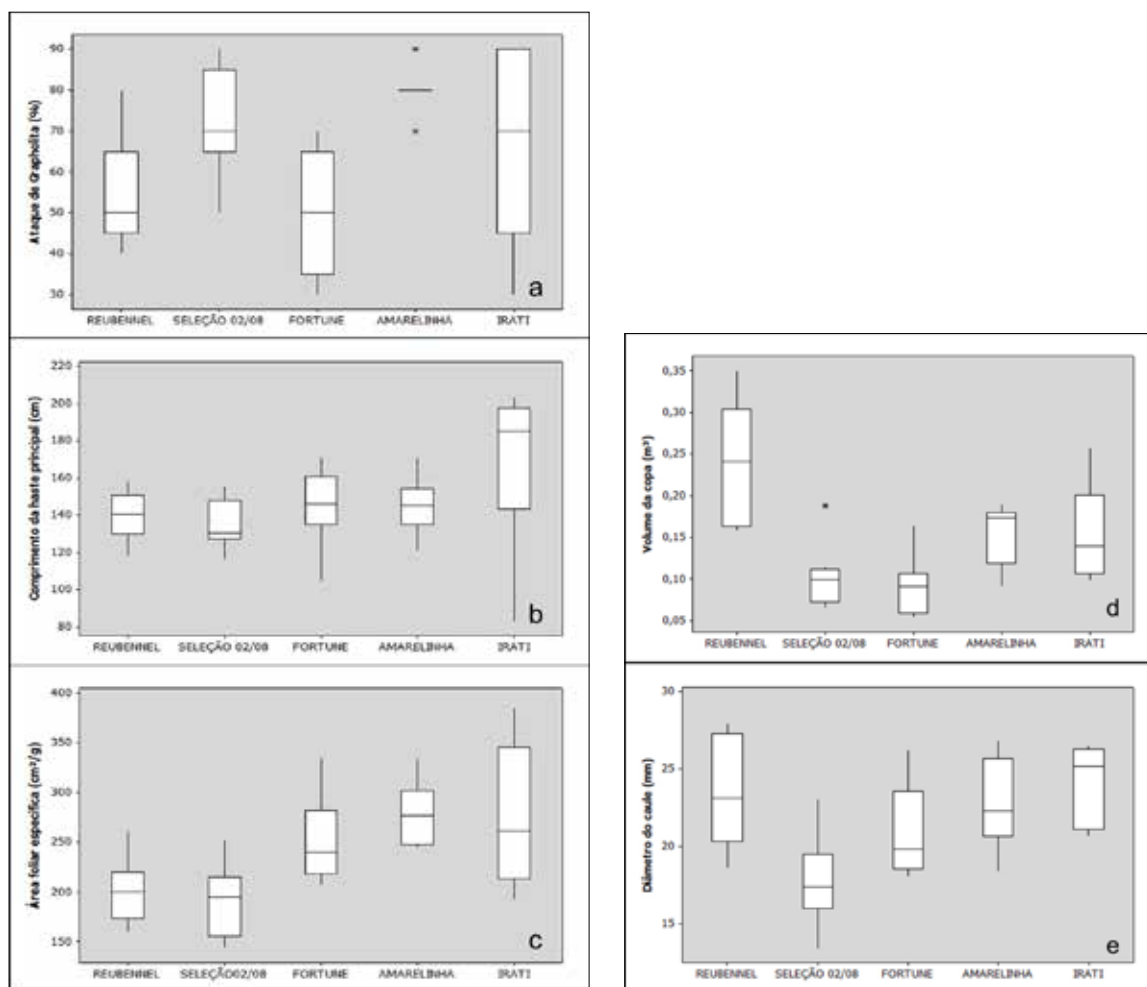 Ataque de Grapholita (%)
90
80
70
60
50
40
30
REUBENNEL SELEÇÃO 02/08 FORTUNE AMARELINHA IRATI
a
Comprimento da haste principal (cm)
220
200
180
160
140
120
100
80
REUBENNEL SELEÇÃO 02/08 FORTUNE AMARELINHA IRATI
b
Área foliar especifica (cm²/g)
400
350
300
250
200
150
REUBENNEL SELEÇÃO02/08 FORTUNE AMARELINHA IRATI
c
Volume da copa (m³)
0,35
0,30
0,25
0,20
0,15
0,10
0,05
REUBENNEL SELEÇÃO 02/08 FORTUNE AMARELINHA IRATI
d
Diâmetro do caule (mm)
30
25
20
15
REUBENNEL SELEÇÃO 02/08 FORTUNE AMARELINHA IRATI
e